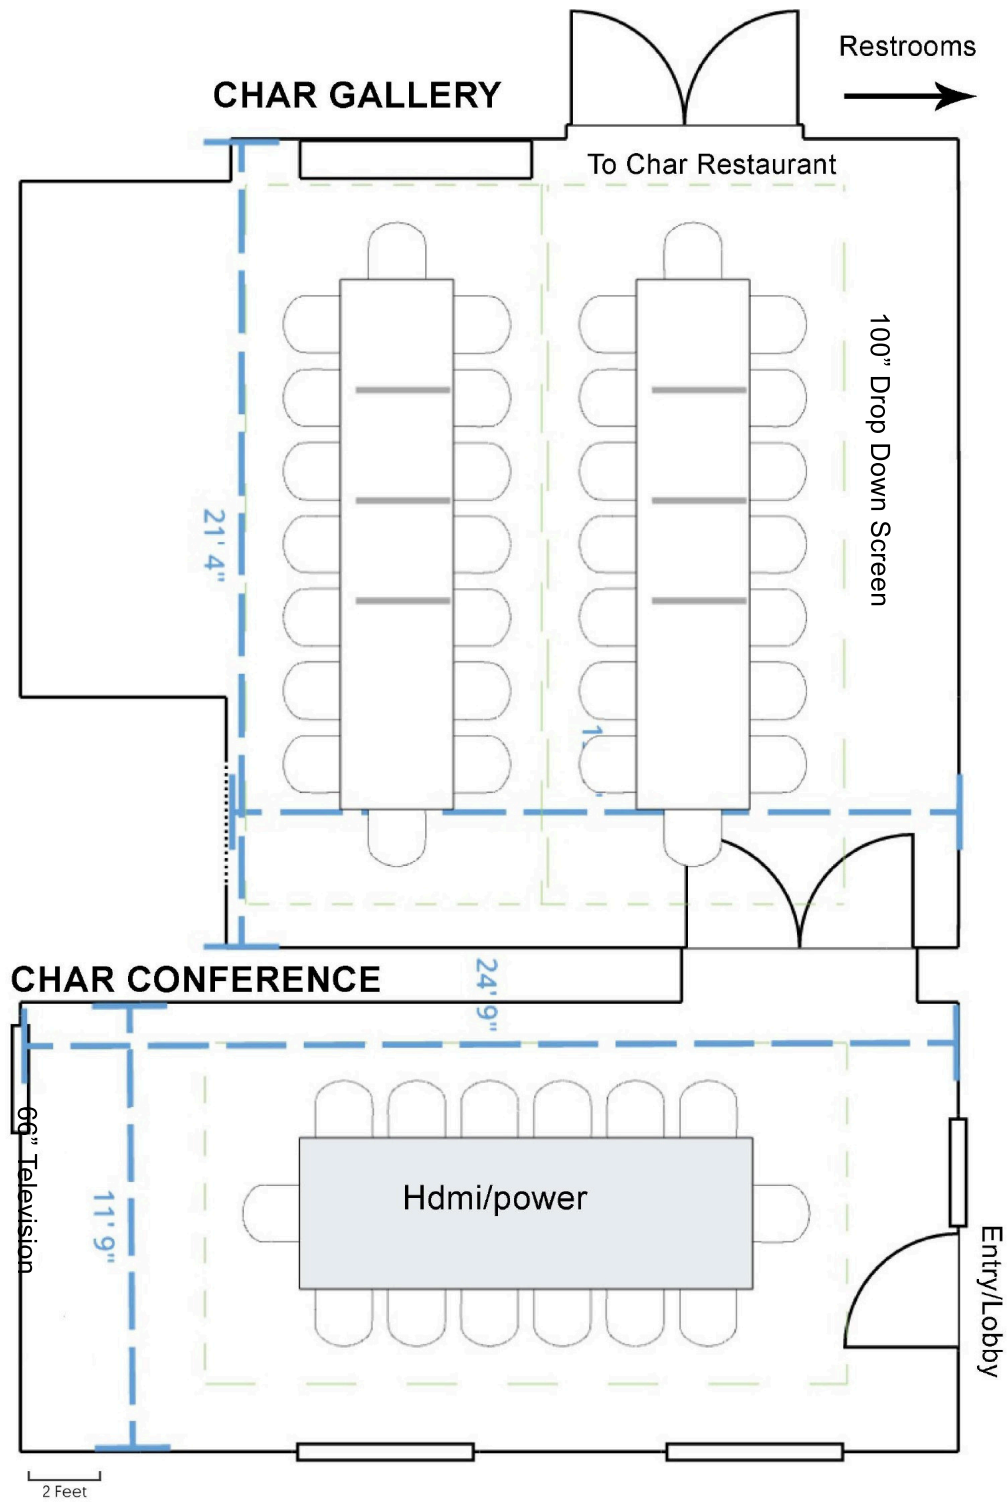 Restrooms
CHAR GALLERY
To Char Restaurant
100” Drop Down Screen
21' 4"
CHAR CONFERENCE
24' 9"
66” Television
11' 9"
Hdmi/power
Entry/Lobby
2 Feet